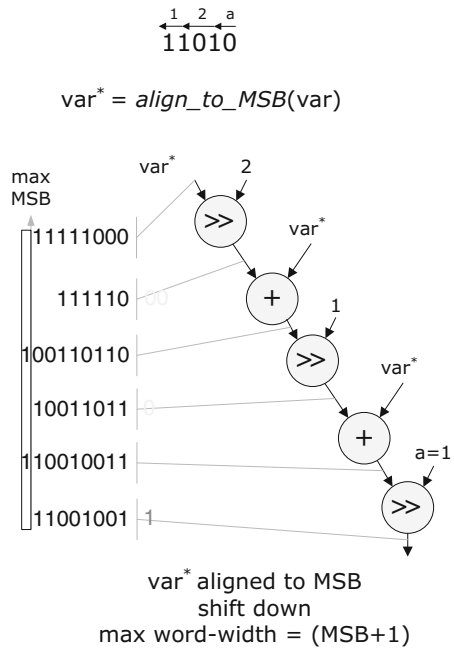 1 2 a
11010
var* = align_to_MSB(var)
max
MSB
var*
2
>>
11111000
var*
111110 00
+
1
100110110
>>
var*
10011011 0
+
110010011
a=1
>>
11001001 1
var* aligned to MSB
shift down
max word-width = (MSB+1)